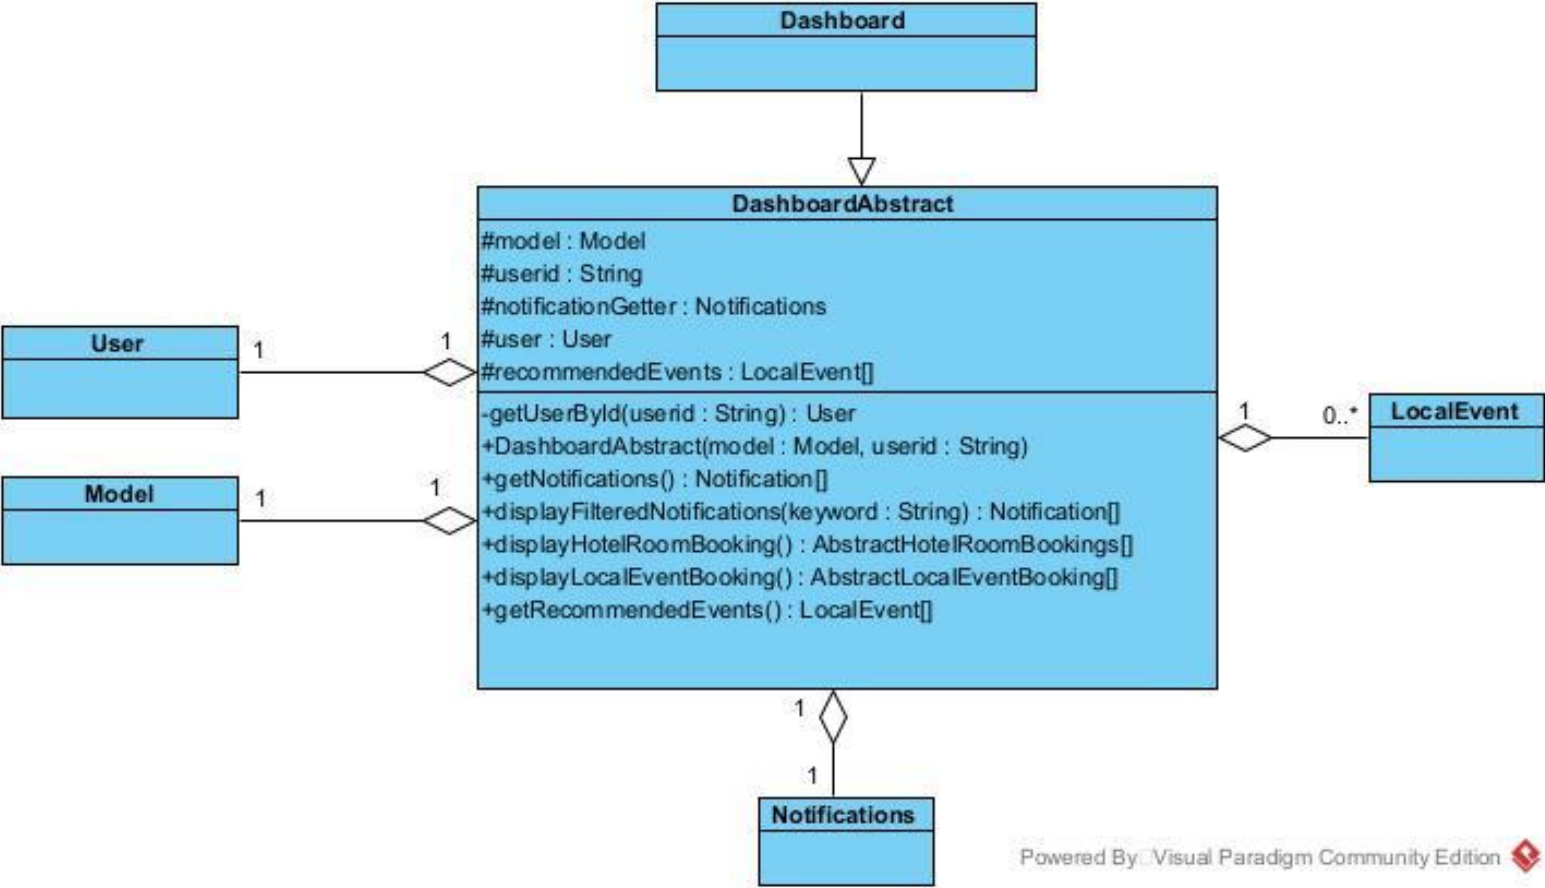 Dashboard
DashboardAbstract
#model : Model
#userid : String
#notificationGetter : Notifications
#user : User
#recommendedEvents : LocalEvent[]
-getUserById(userid : String) : User
+DashboardAbstract(model : Model, userid : String)
+getNotifications() : Notification[]
+displayFilteredNotifications(keyword : String) : Notification[]
+displayHotelRoomBooking() : AbstractHotelRoomBookings[]
+displayLocalEventBooking() : AbstractLocalEventBooking[]
+getRecommendedEvents() : LocalEvent[]
User
1
1
Model
1
1
1
0..*
LocalEvent
1
1
Notifications
Powered By Visual Paradigm Community Edition